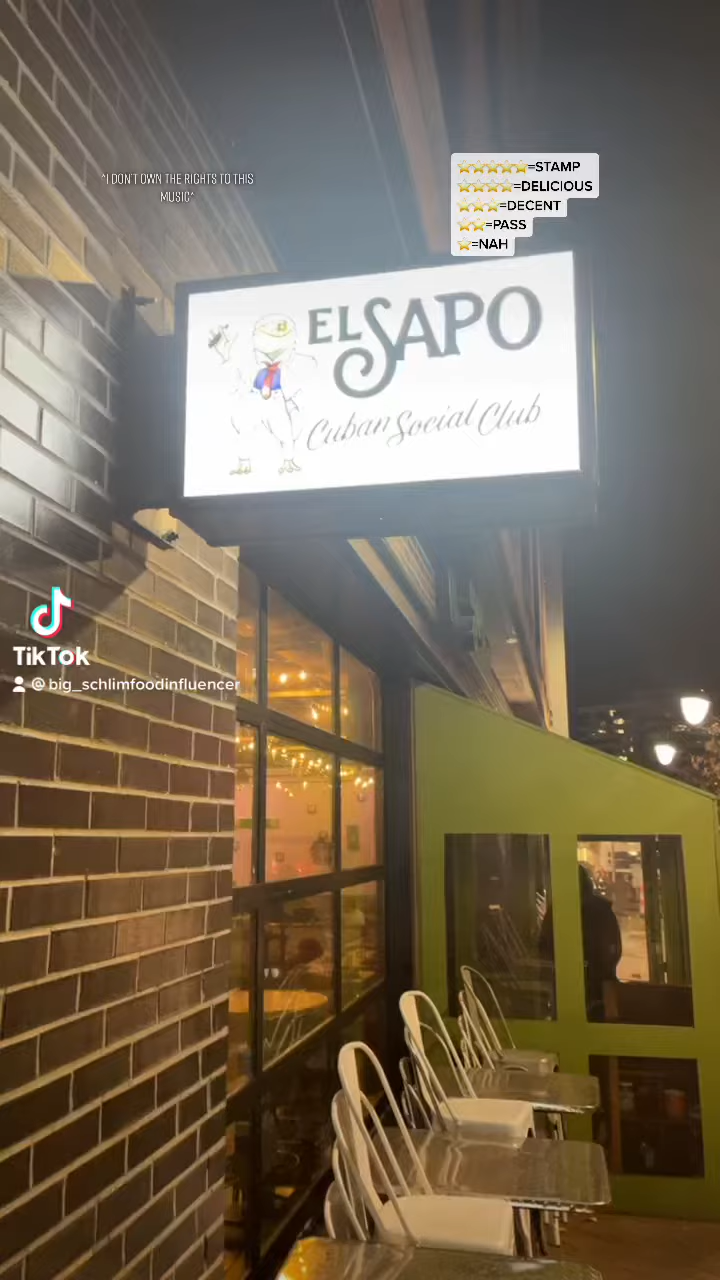 ^I DON'T OWN THE RIGHTS TO THIS
MUSIC^
⭐⭐⭐⭐⭐=STAMP
⭐⭐⭐⭐=DELICIOUS
⭐⭐⭐=DECENT
⭐⭐=PASS
⭐=NAH
EL SAPO
Cuban Social Club
TikTok
@big_schlimfoodinfluencer